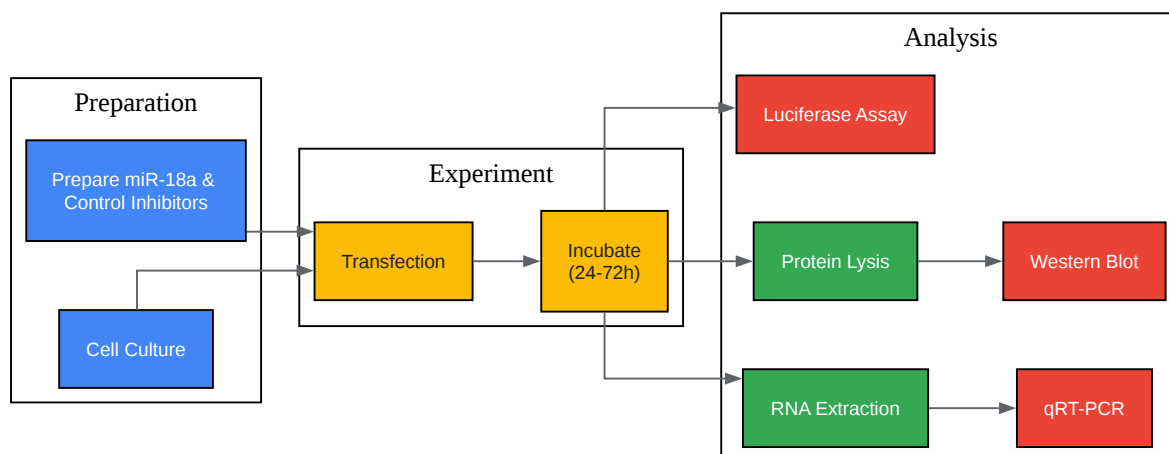 Preparation
Prepare miR-18a &
Control Inhibitors
Cell Culture
Experiment
Transfection
Incubate
(24-72h)
Analysis
Luciferase Assay
Protein Lysis
Western Blot
RNA Extraction
qRT-PCR